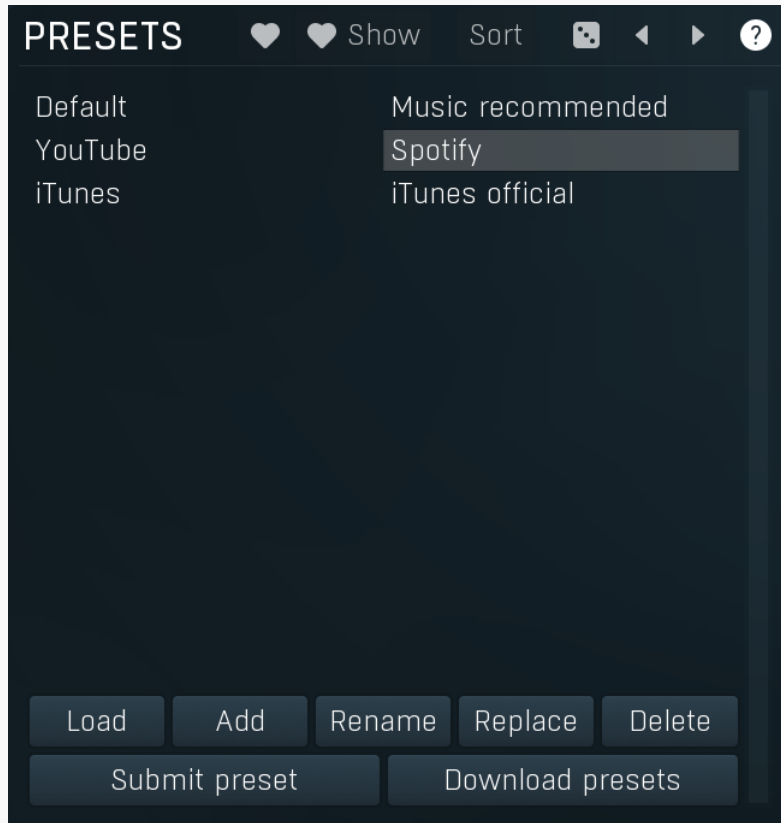 PRESETS Show Sort ?
Default Music recommended
YouTube Spotify
iTunes iTunes official
Load Add Rename Replace Delete
Submit preset Download presets